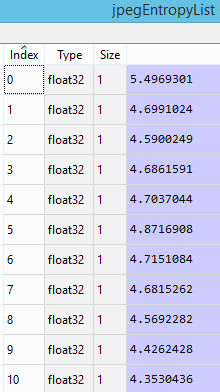 jpegEntropyList
Index Type Size
0 float32 1 5.4969301
1 float32 1 4.6991024
2 float32 1 4.5900249
3 float32 1 4.6861591
4 float32 1 4.7037044
5 float32 1 4.8716908
6 float32 1 4.7151084
7 float32 1 4.6815262
8 float32 1 4.5692282
9 float32 1 4.4262428
10 float32 1 4.3530436